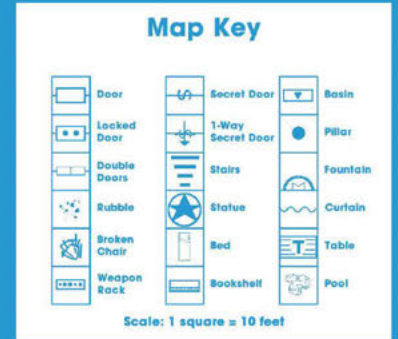 Map Key
Door
Secret Door
Basin
Locked
Door
1-Way
Secret Door
Pillar
Double
Doors
Stairs
Fountain
Rubble
Statue
Curtain
Broken
Chair
Bed
T
Table
Weapon
Rack
Bookshelf
Pool
Scale: 1 square = 10 feet